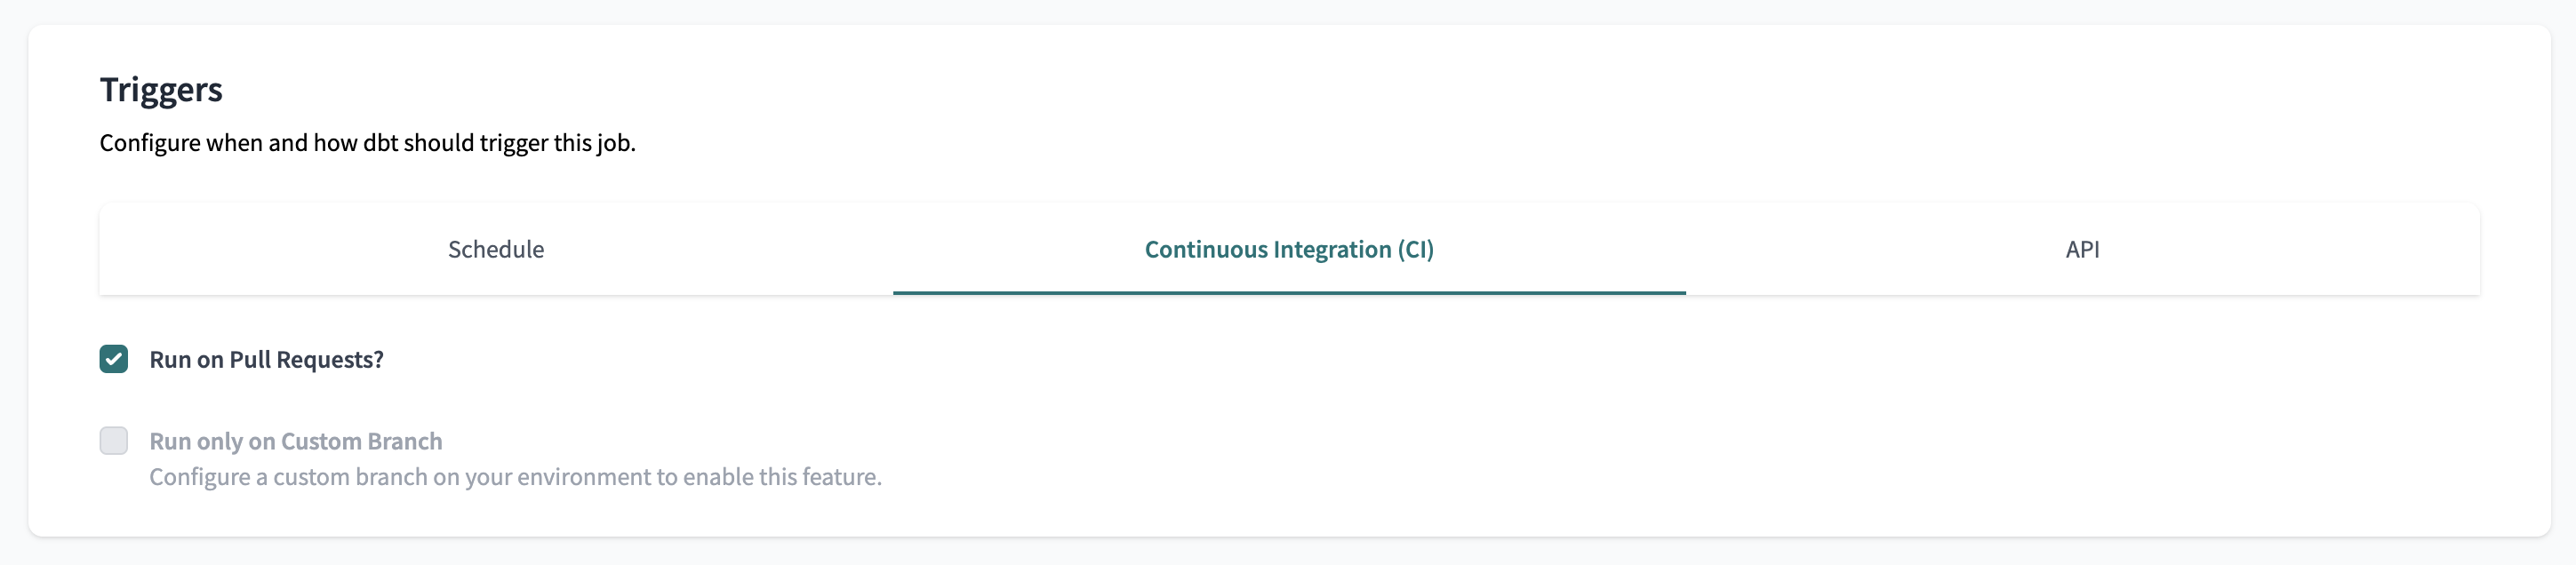 Triggers
Configure when and how dbt should trigger this job.
Schedule
Continuous Integration (CI)
API
Run on Pull Requests?
Run only on Custom Branch
Configure a custom branch on your environment to enable this feature.